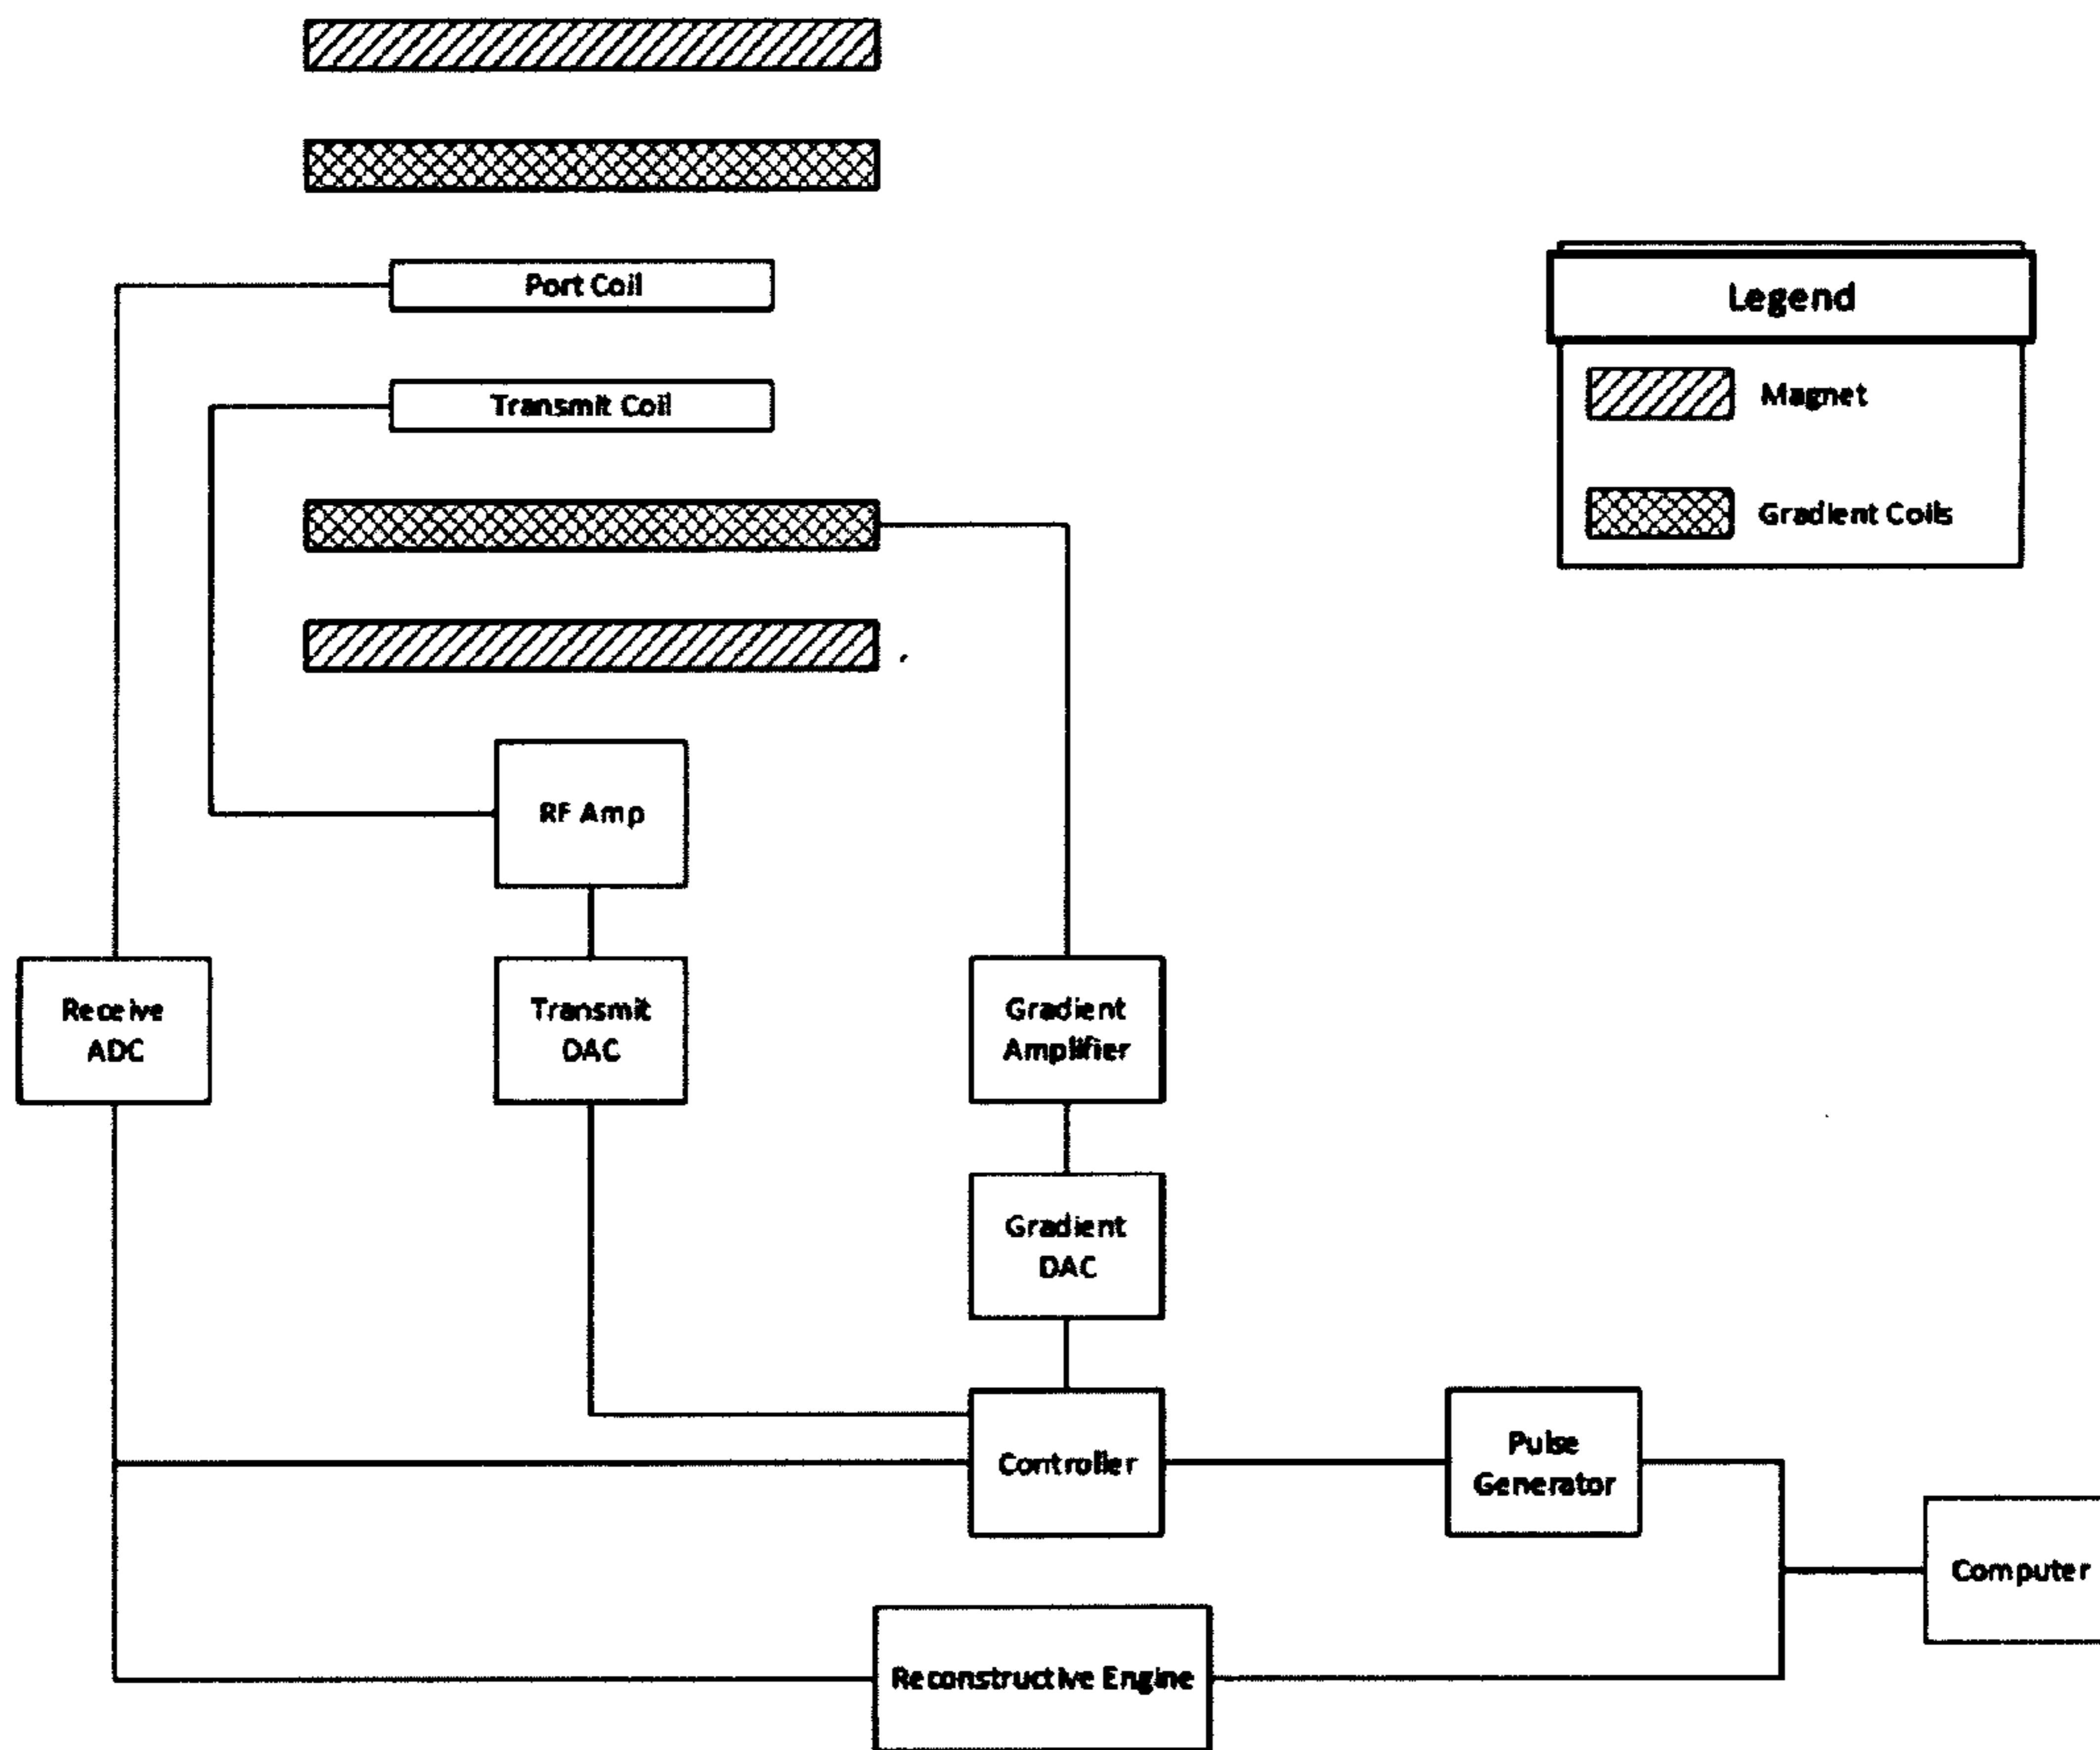 Port Coil
Legend
Transmit Coil
Magnet
Gradient Coils
RF Amp
Receive
ADC
Transmit
DAC
Gradient
Amplifier
Gradient
DAC
Controller
Pulse
Generator
Computer
Reconstructive Engine